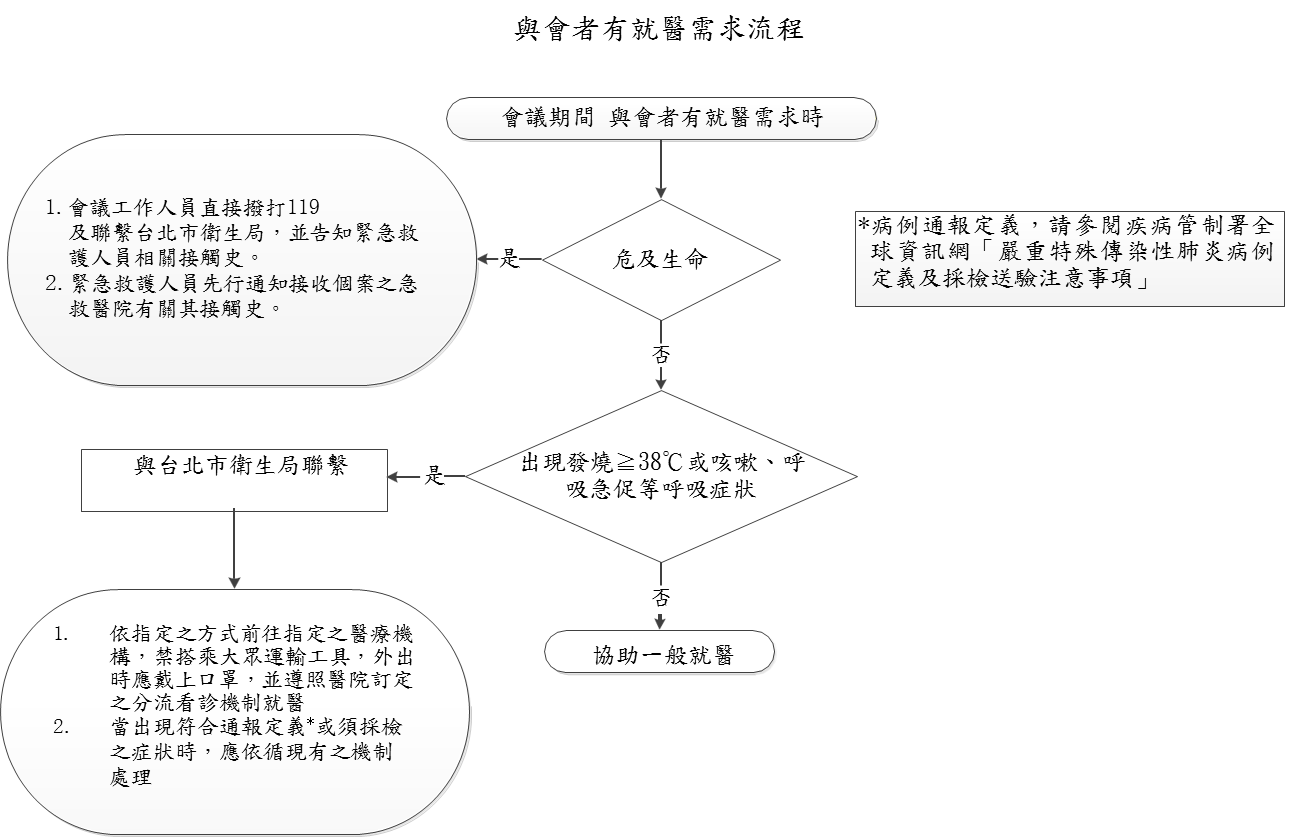 與會者有就醫需求流程
會議期間 與會者有就醫需求時
1. 會議工作人員直接撥打119
及聯繫台北市衛生局，並告知緊急救
護人員相關接觸史。
2. 緊急救護人員先行通知接收個案之急
救醫院有關其接觸史。
是
危及生命
*病例通報定義，請參閱疾病管制署全
球資訊網「嚴重特殊傳染性肺炎病例
定義及採檢送驗注意事項」
否
與台北市衛生局聯繫
是
出現發燒≧38℃或咳嗽、呼
吸急促等呼吸症狀
否
協助一般就醫
1. 依指定之方式前往指定之醫療機
構，禁搭乘大眾運輸工具，外出
時應戴上口罩，並遵照醫院訂定
之分流看診機制就醫
2. 當出現符合通報定義*或須採檢
之症狀時，應依循現有之機制
處理